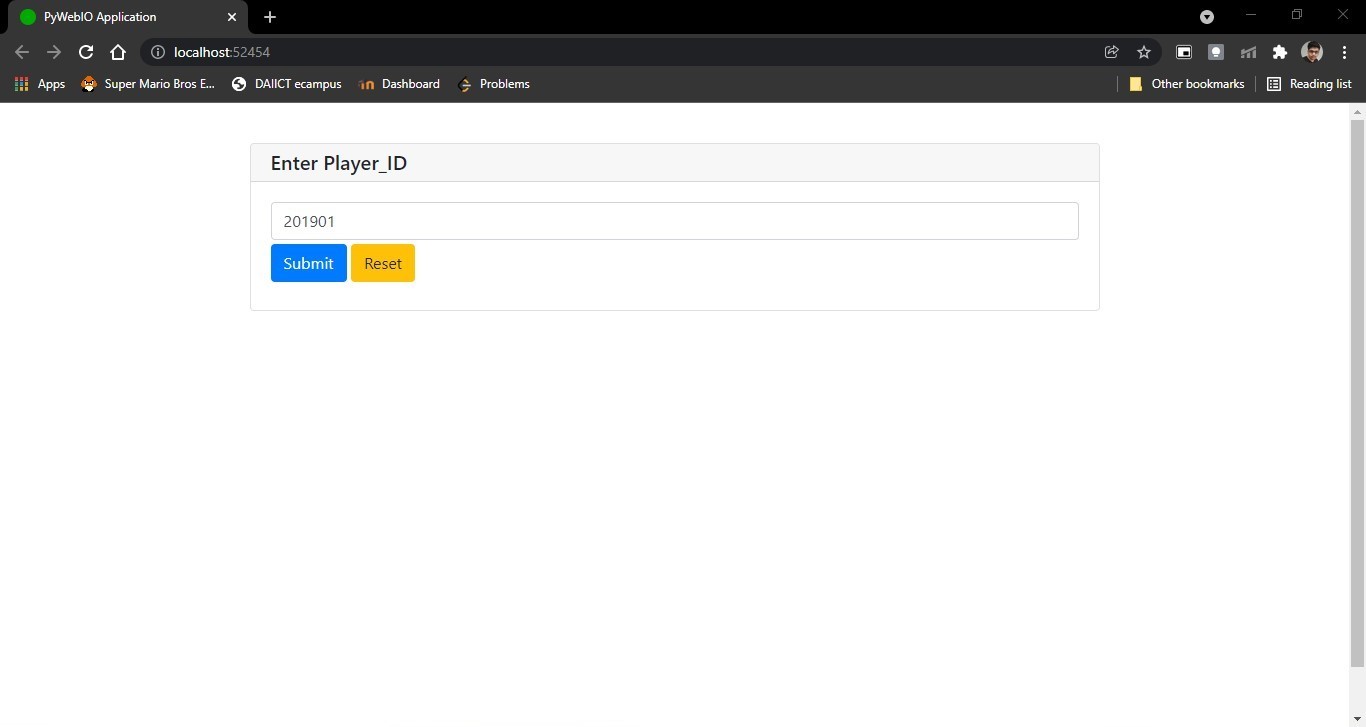 PyWebIO Application
localhost:52454
Apps Super Mario Bros E... DAIICT ecampus Dashboard Problems Other bookmarks Reading list
Enter Player_ID
201901
Submit Reset